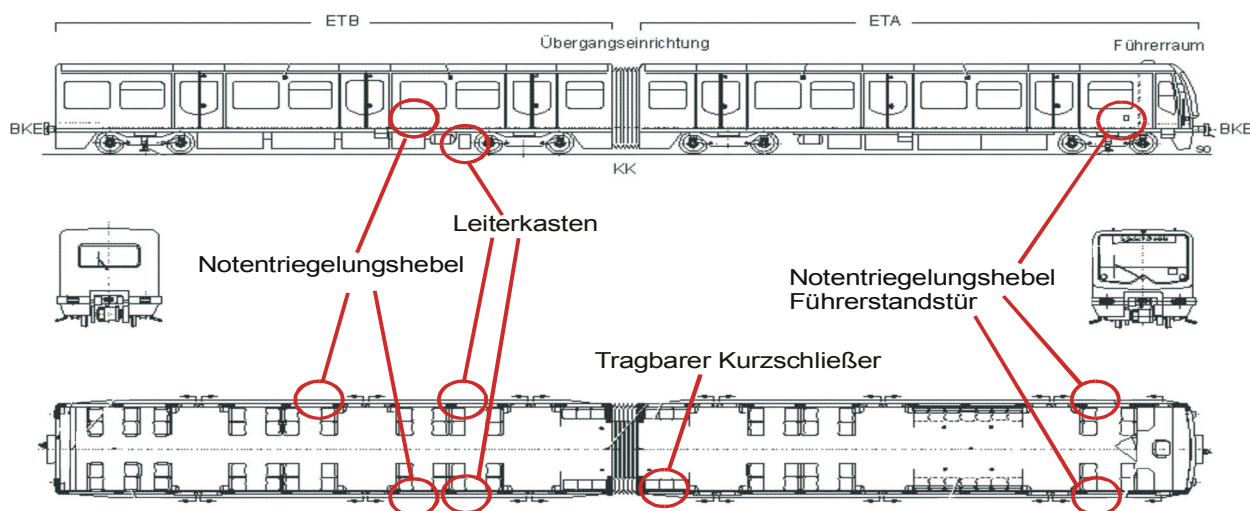 ETB
ETA
Übergangseinrichtung
Führerraum
BKE
BKE
SO
KK
Leiterkasten
Notentriegelungshebel
Notentriegelungshebel
Führerstandstür
Tragbarer Kurzschließer